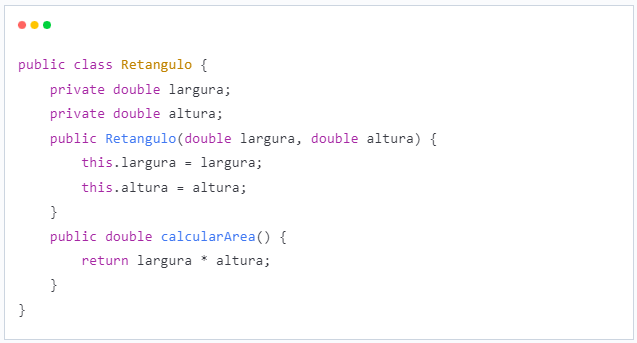 public class Retangulo {
    private double largura;
    private double altura;
    public Retangulo(double largura, double altura) {
        this.largura = largura;
        this.altura = altura;
    }
    public double calcularArea() {
        return largura * altura;
    }
}